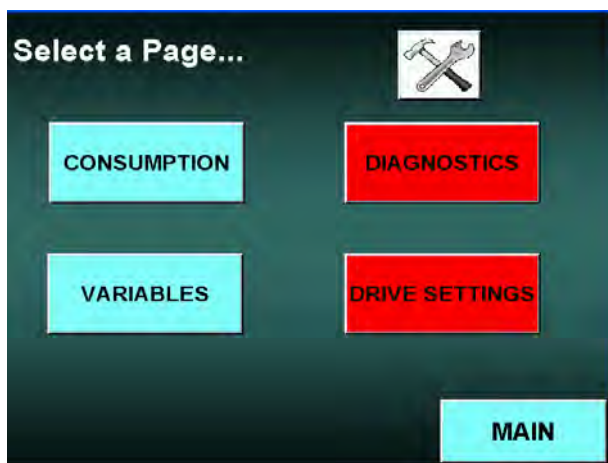 Select a Page...
CONSUMPTION
DIAGNOSTICS
VARIABLES
DRIVE SETTINGS
MAIN